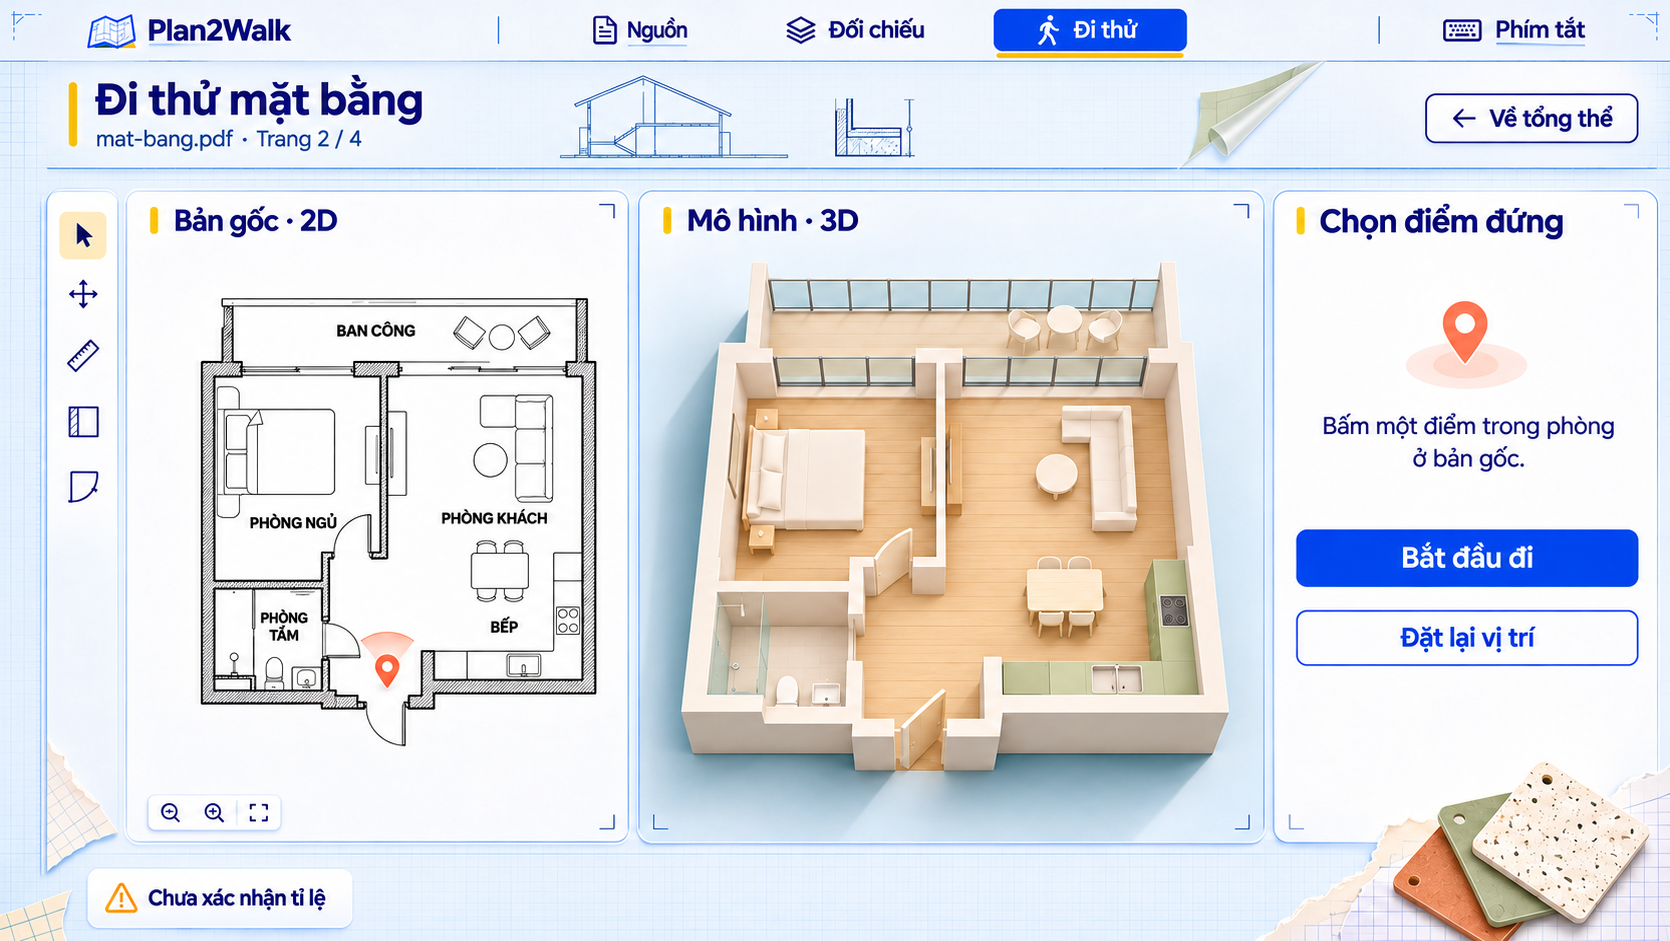 Plan2Walk
Nguồn
Đối chiếu
Đi thử
Phím tắt
Đi thử mặt bằng
mat-bang.pdf · Trang 2 / 4
Về tổng thể
Bản gốc · 2D
BAN CÔNG
PHÒNG NGỦ
PHÒNG KHÁCH
PHÒNG
TẮM
BẾP
Mô hình · 3D
Chọn điểm đứng
Bấm một điểm trong phòng
ở bản gốc.
Bắt đầu đi
Đặt lại vị trí
Chưa xác nhận tỉ lệ